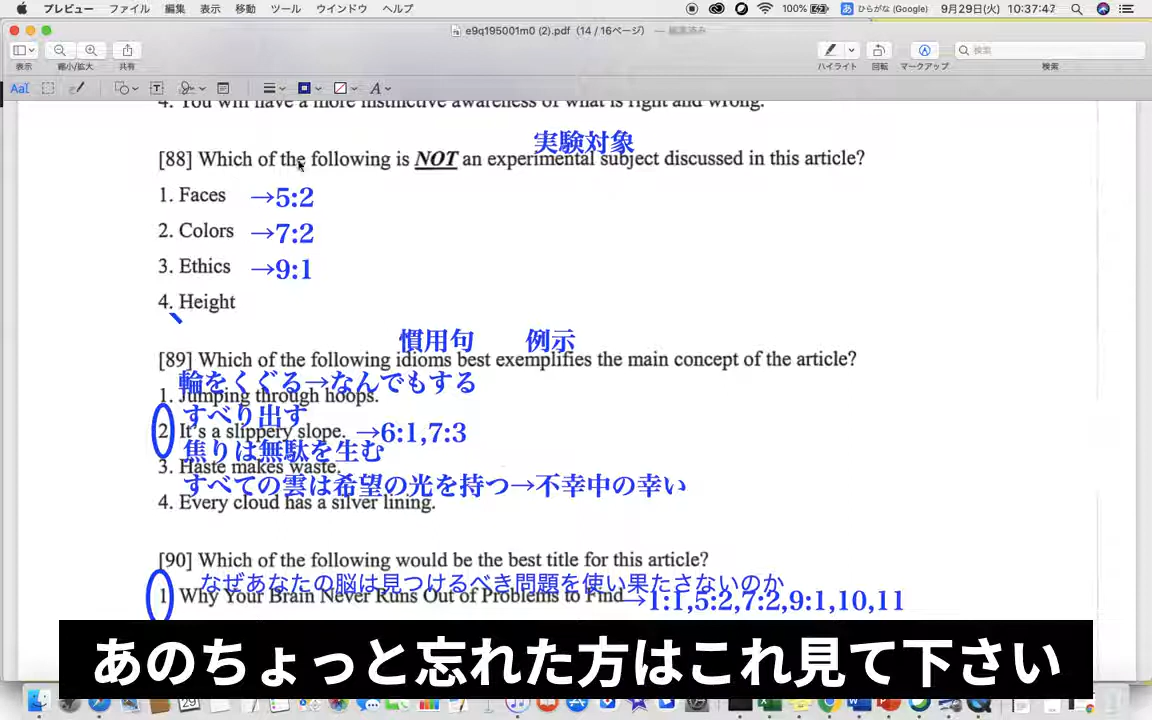 プレビュー ファイル 編集 表示 移動 ツール ウインドウ ヘルプ 100% あ ひらがな (Google) 9月29日(火) 10:37:47
e9q195001m0 (2).pdf（14 / 16ページ） — 編集済み
検索
表示 縮小/拡大 共有 ハイライト 回転 マークアップ 検索
4. You will have a more instinctive awareness of what is right and wrong.
実験対象
[88] Which of the following is NOT an experimental subject discussed in this article?
1. Faces →5:2
2. Colors →7:2
3. Ethics →9:1
4. Height
慣用句 例示
[89] Which of the following idioms best exemplifies the main concept of the article?
輪をくぐる→なんでもする
1. Jumping through hoops.
すべり出す
2. It's a slippery slope. →6:1,7:3
焦りは無駄を生む
3. Haste makes waste.
すべての雲は希望の光を持つ→不幸中の幸い
4. Every cloud has a silver lining.
[90] Which of the following would be the best title for this article?
なぜあなたの脳は見つけるべき問題を使い果たさないのか
1. Why Your Brain Never Runs Out of Problems to Find →1:1,5:2,7:2,9:1,10,11
あのちょっと忘れた方はこれ見て下さい